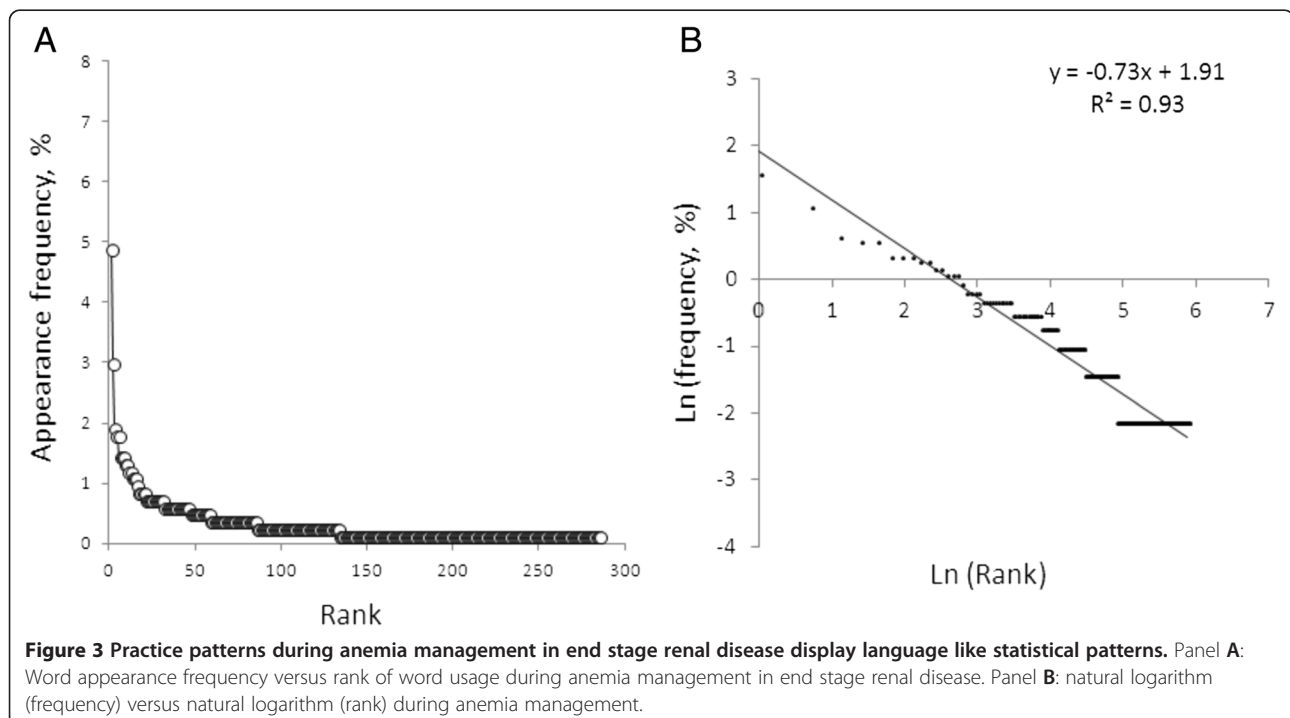 A
Appearance frequency, %
8
7
6
5
4
3
2
1
0
0 50 100 150 200 250 300
Rank
B
y = -0.73x + 1.91
R² = 0.93
Ln (frequency, %)
3
2
1
0
-1
-2
-3
-4
0 1 2 3 4 5 6 7
Ln (Rank)
Figure 3 Practice patterns during anemia management in end stage renal disease display language like statistical patterns. Panel A:
Word appearance frequency versus rank of word usage during anemia management in end stage renal disease. Panel B: natural logarithm
(frequency) versus natural logarithm (rank) during anemia management.